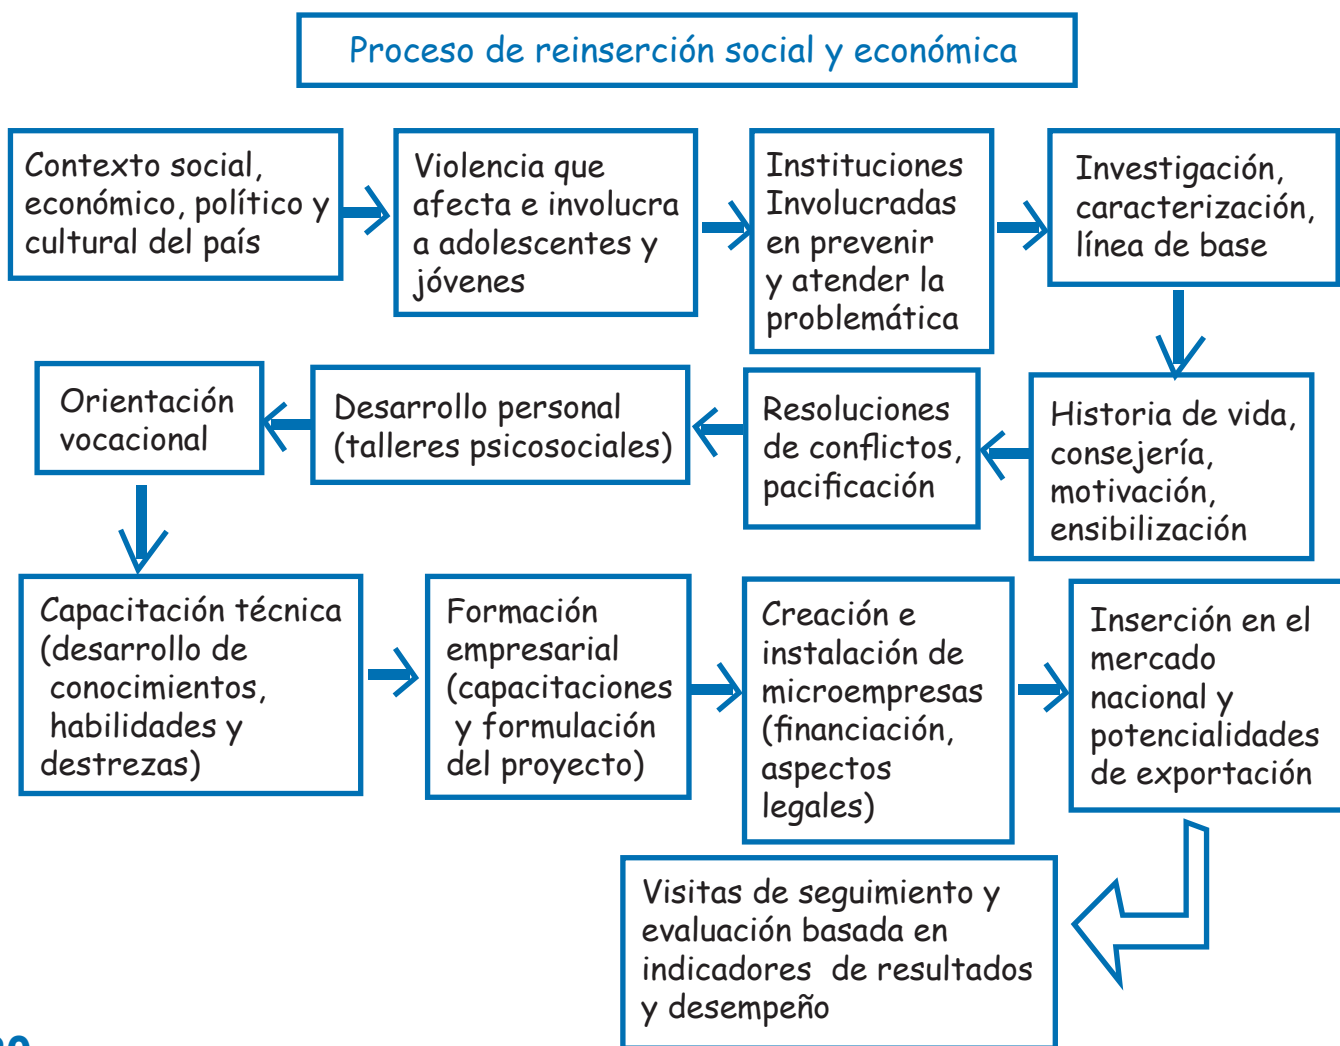 Proceso de reinserción social y económica
Contexto social,
económico, político y
cultural del país
Violencia que
afecta e involucra
a adolescentes y
jóvenes
Instituciones
Involucradas
en prevenir
y atender la
problemática
Investigación,
caracterización,
línea de base
Historia de vida,
consejería,
motivación,
ensibilización
Resoluciones
de conflictos,
pacificación
Desarrollo personal
(talleres psicosociales)
Orientación
vocacional
Capacitación técnica
(desarrollo de
conocimientos,
habilidades y
destrezas)
Formación
empresarial
(capacitaciones
y formulación
del proyecto)
Creación e
instalación de
microempresas
(financiación,
aspectos
legales)
Inserción en el
mercado
nacional y
potencialidades
de exportación
Visitas de seguimiento y
evaluación basada en
indicadores de resultados
y desempeño